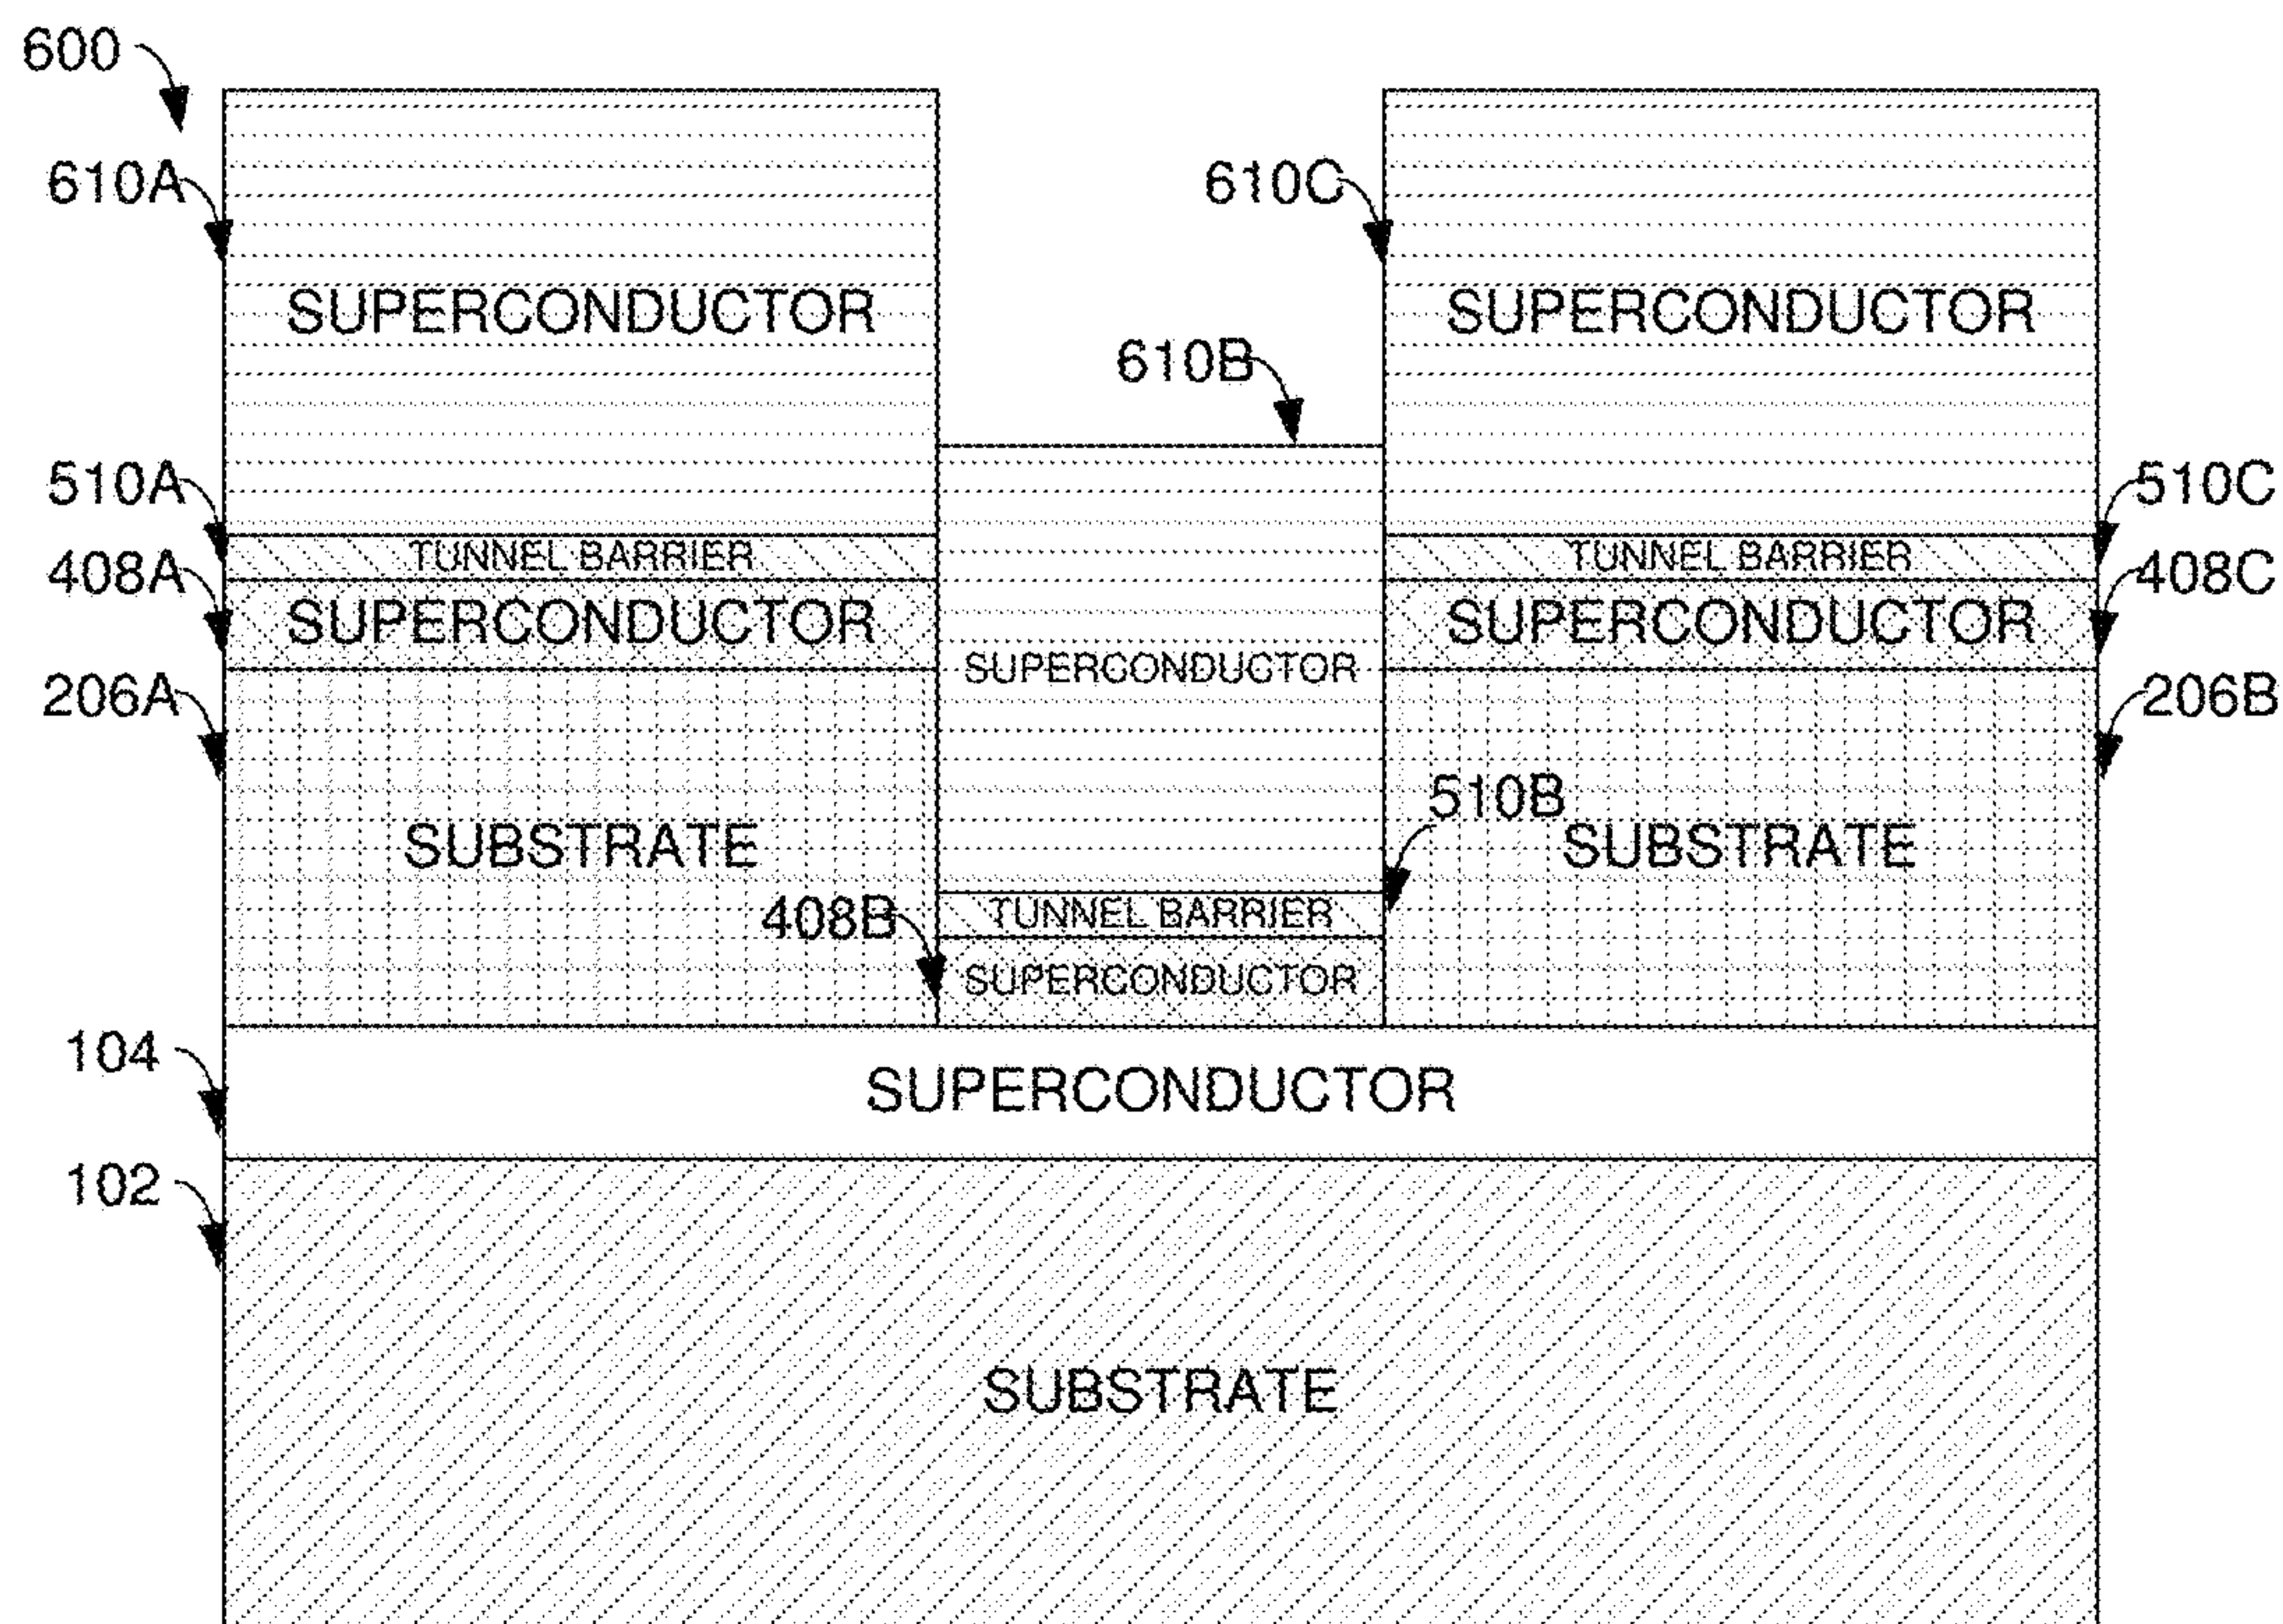 600
610A
610C
SUPERCONDUCTOR
SUPERCONDUCTOR
610B
510A
510C
TUNNEL BARRIER
TUNNEL BARRIER
408A
408C
SUPERCONDUCTOR
SUPERCONDUCTOR
SUPERCONDUCTOR
206A
206B
510B
SUBSTRATE
SUBSTRATE
408B
TUNNEL BARRIER
SUPERCONDUCTOR
104
SUPERCONDUCTOR
102
SUBSTRATE